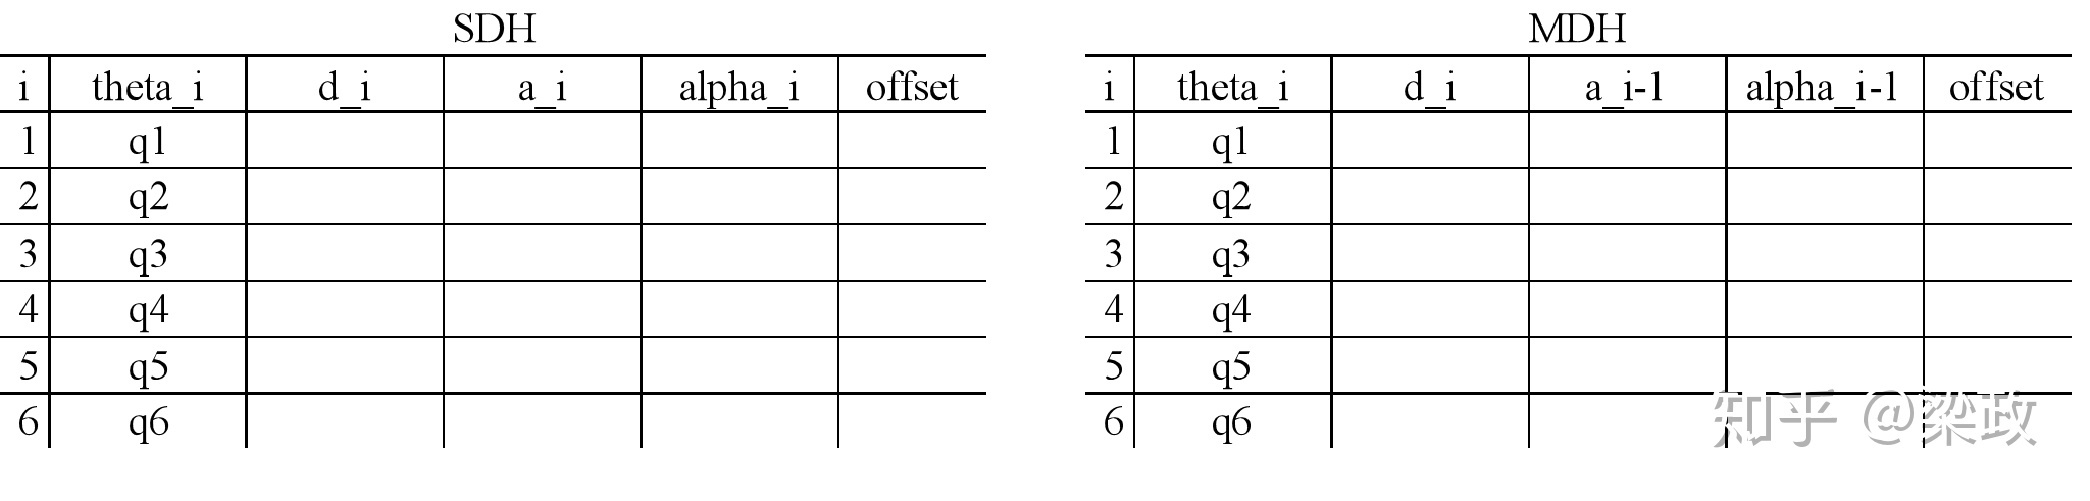 SDH
i theta_i d_i a_i alpha_i offset
1 q1
2 q2
3 q3
4 q4
5 q5
6 q6
MDH
i theta_i d_i a_i-1 alpha_i-1 offset
1 q1
2 q2
3 q3
4 q4
5 q5
6 q6
知乎 @梁政